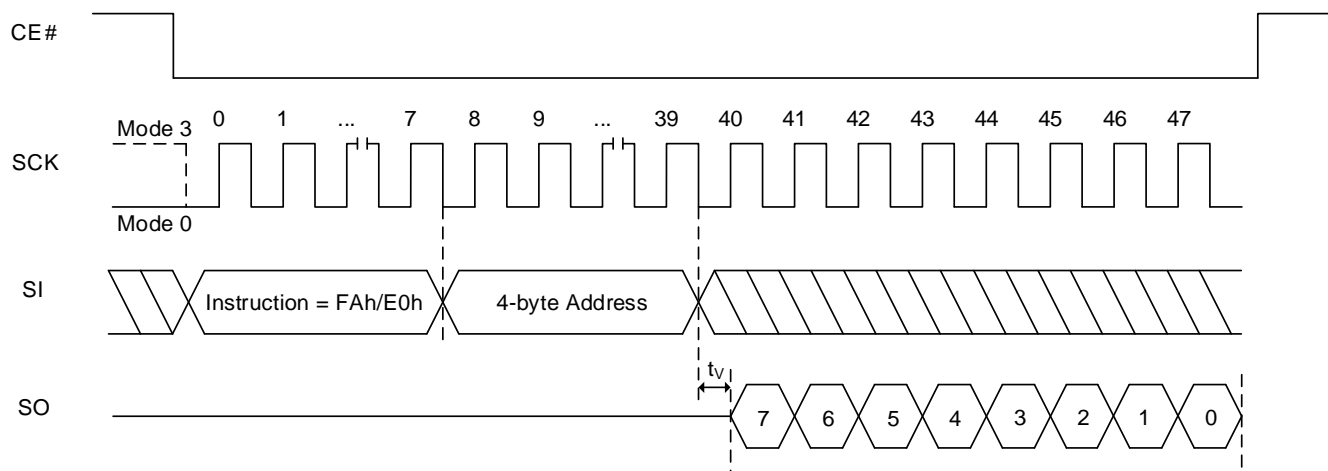 CE#
Mode 3 0 1 ... 7 8 9 ... 39 40 41 42 43 44 45 46 47
SCK
Mode 0
SI Instruction = FAh/E0h 4-byte Address
tV
SO 7 6 5 4 3 2 1 0